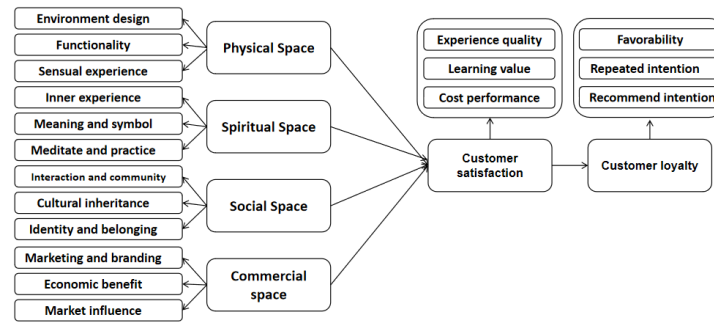 Environment design
Functionality
Sensual experience
Physical Space
Inner experience
Meaning and symbol
Meditate and practice
Spiritual Space
Interaction and community
Cultural inheritance
Identity and belonging
Social Space
Marketing and branding
Economic benefit
Market influence
Commercial
space
Experience quality
Learning value
Cost performance
Customer
satisfaction
Favorability
Repeated intention
Recommend intention
Customer loyalty